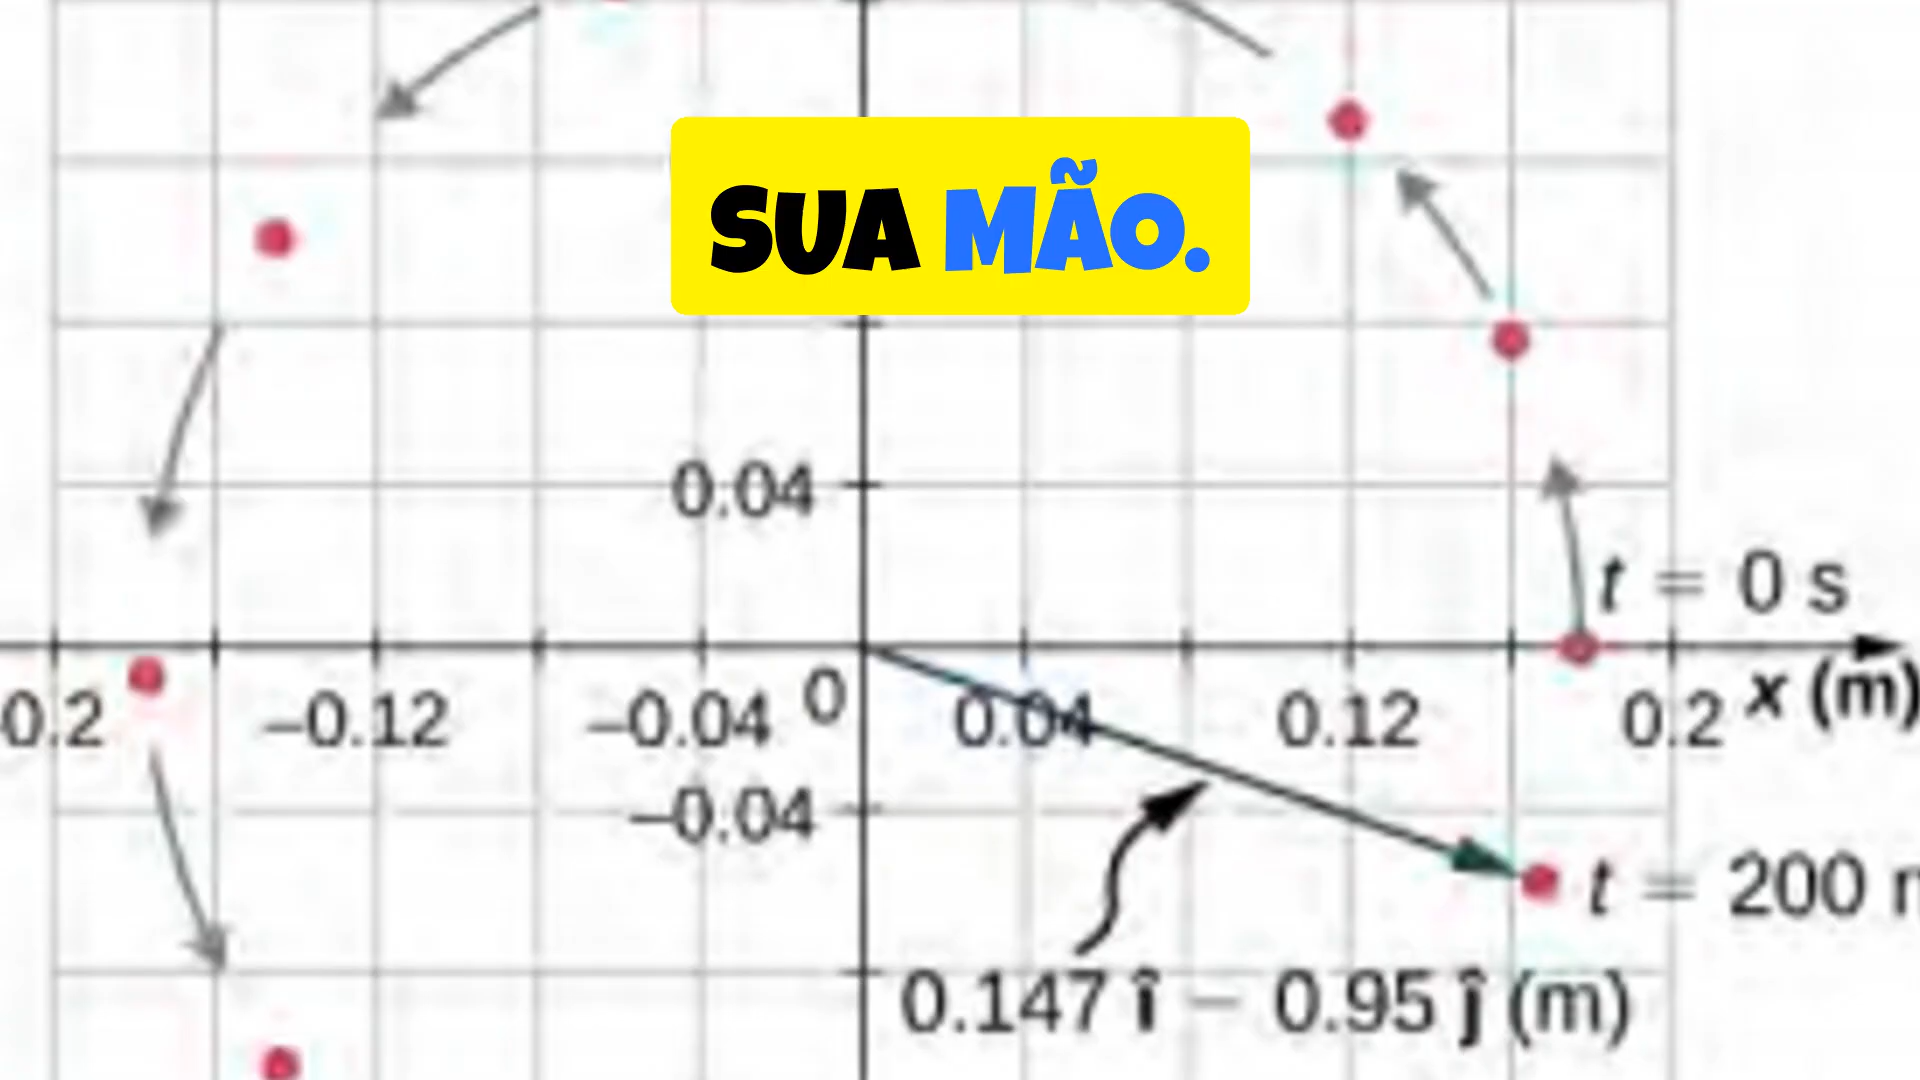 SUA MÃO.
0.04
t = 0 s
0.2
–0.12
–0.04
0
0.04
0.12
0.2
x (m)
–0.04
t = 200
0.147 î – 0.95 ĵ (m)